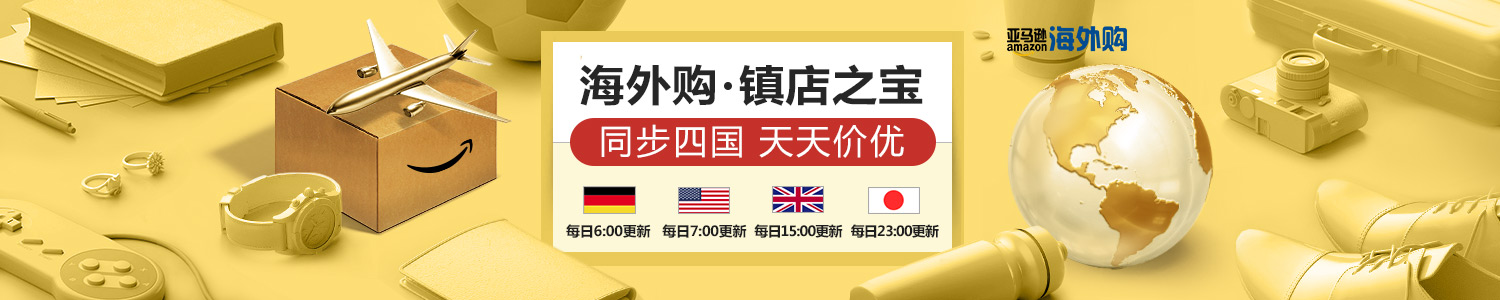 亚马逊
amazon
海外购
海外购·镇店之宝
同步四国 天天价优
每日6:00更新 每日7:00更新 每日15:00更新 每日23:00更新